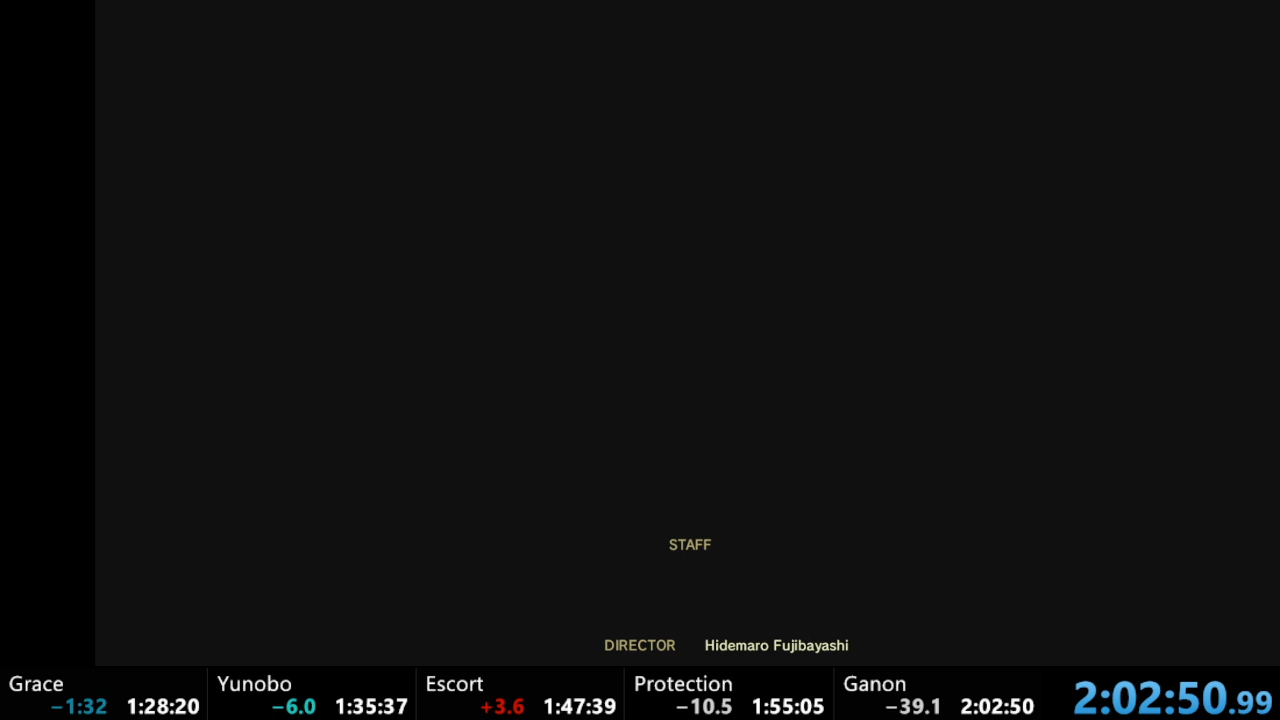 STAFF
DIRECTOR Hidemaro Fujibayashi
Grace Yunobo Escort Protection Ganon
−1:32 1:28:20 −6.0 1:35:37 +3.6 1:47:39 −10.5 1:55:05 −39.1 2:02:50 2:02:50.99